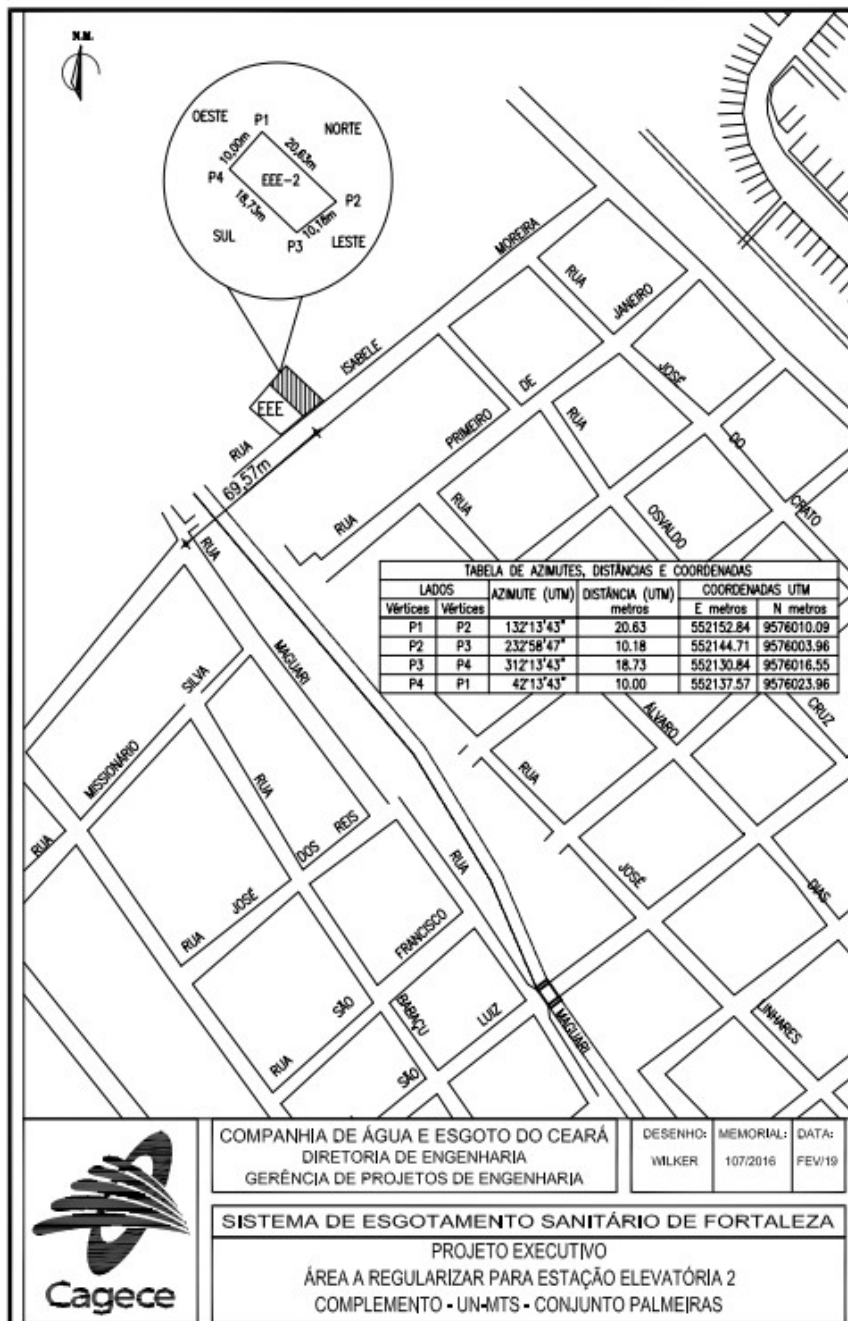 N.M.
OESTE
P1
NORTE
10,00m
20,63m
P4
EEE-2
P2
18,73m
10,18m
SUL
P3
LESTE
MOREIRA
RUA
JANEIRO
ISABELE
DE
JOSÉ
EEE
RUA
PRIMEIRO
RUA
DO
69,57m
RUA
RUA
CRATO
OSVALDO
RUA
TABELA DE AZIMUTES, DISTÂNCIAS E COORDENADAS
LADOS AZIMUTE (UTM) DISTÂNCIA (UTM) COORDENADAS UTM
Vértices Vértices metros E metros N metros
P1 P2 132°13'43" 20.63 552152.84 9576010.09
P2 P3 232°58'47" 10.18 552144.71 9576003.96
P3 P4 312°13'43" 18.73 552130.84 9576016.55
P4 P1 42°13'43" 10.00 552137.57 9576023.96
MAGUARI
SILVA
CRUZ
ÁLVARO
MISSIONÁRIO
RUA
RUA
DOS
REIS
RUA
RUA
JOSÉ
DIAS
JOSÉ
RUA
FRANCISCO
SÃO
BABAÇU
LUIZ
MAGUARI
LINHARES
RUA
SÃO
COMPANHIA DE ÁGUA E ESGOTO DO CEARÁ
DIRETORIA DE ENGENHARIA
GERÊNCIA DE PROJETOS DE ENGENHARIA
DESENHO: MEMORIAL: DATA:
WILKER 107/2016 FEV/19
Cagece
SISTEMA DE ESGOTAMENTO SANITÁRIO DE FORTALEZA
PROJETO EXECUTIVO
ÁREA A REGULARIZAR PARA ESTAÇÃO ELEVATÓRIA 2
COMPLEMENTO - UN-MTS - CONJUNTO PALMEIRAS